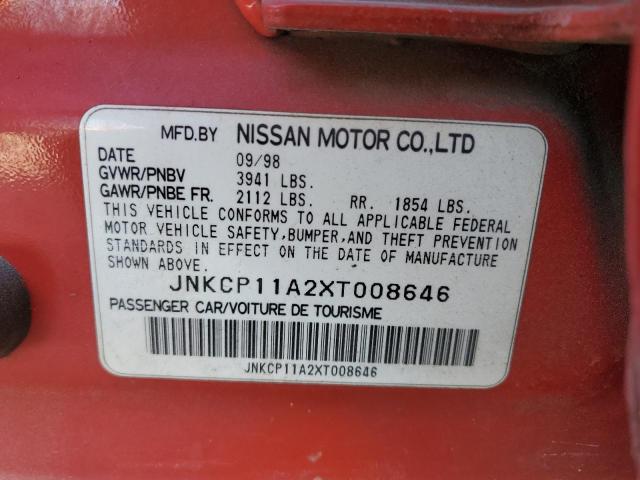 MFD.BY NISSAN MOTOR CO.,LTD
DATE 09/98
GVWR/PNBV 3941 LBS.
GAWR/PNBE FR. 2112 LBS. RR. 1854 LBS.
THIS VEHICLE CONFORMS TO ALL APPLICABLE FEDERAL
MOTOR VEHICLE SAFETY,BUMPER,AND THEFT PREVENTION
STANDARDS IN EFFECT ON THE DATE OF MANUFACTURE
SHOWN ABOVE.
JNKCP11A2XT008646
PASSENGER CAR/VOITURE DE TOURISME
JNKCP11A2XT008646